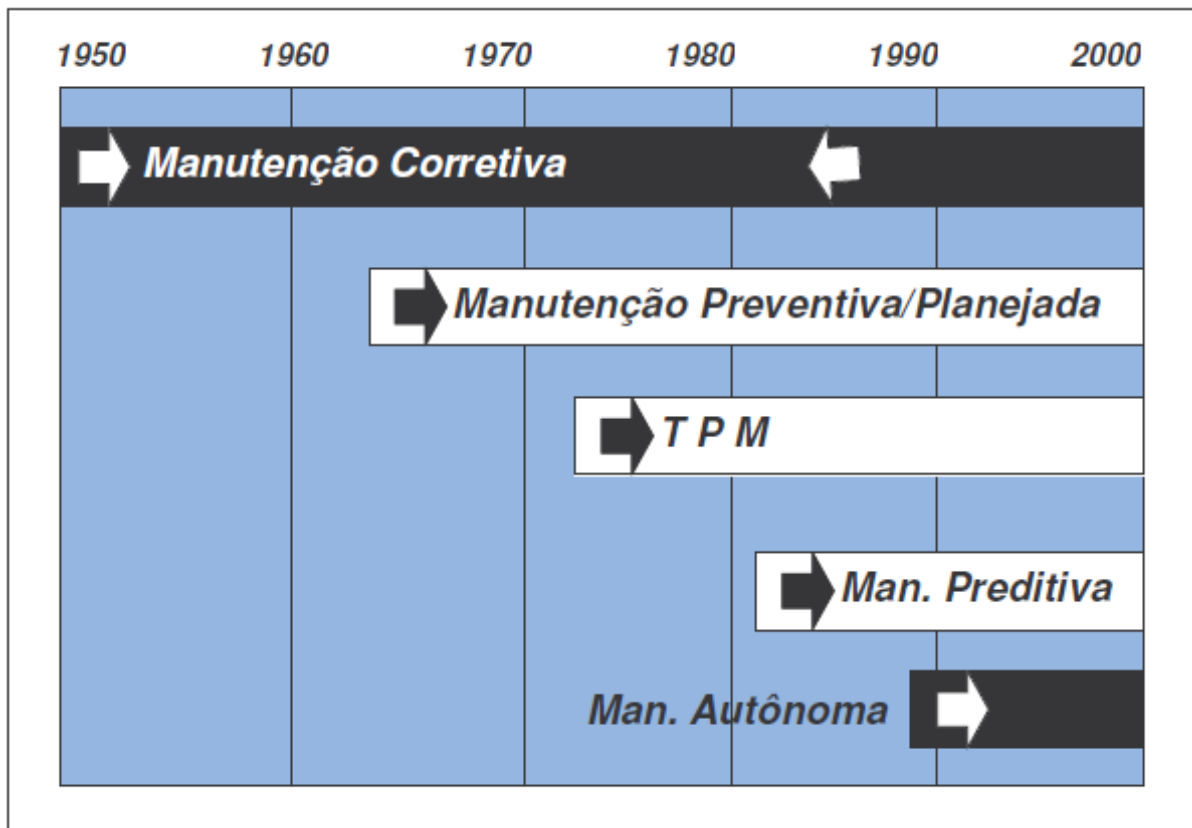 1950 1960 1970 1980 1990 2000
Manutenção Corretiva
Manutenção Preventiva/Planejada
T P M
Man. Preditiva
Man. Autônoma